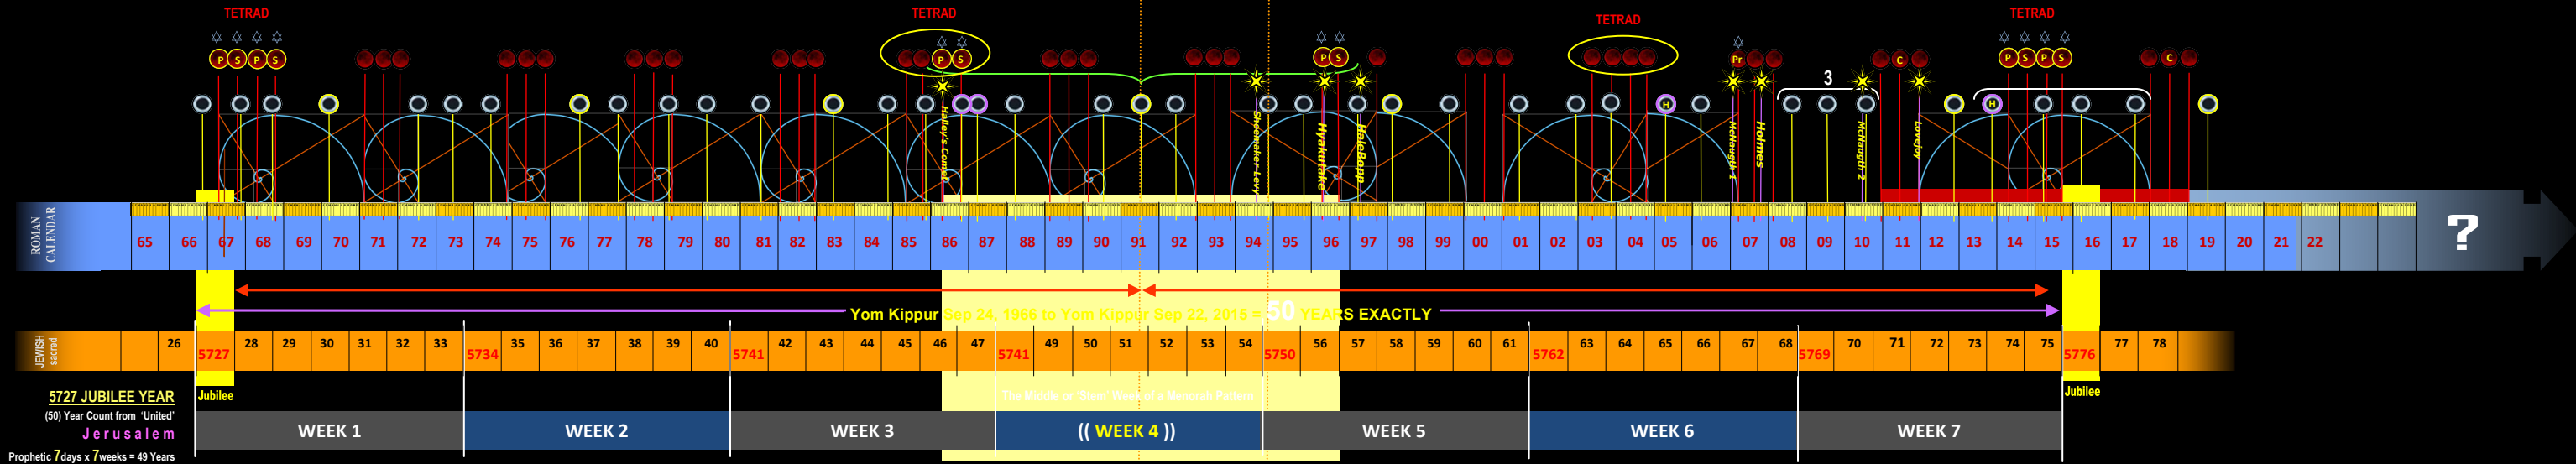 TETRAD TETRAD TETRAD TETRAD
P S P S P S P S Pr C P S P S C
3
H H
Halley's Comet Shoemaker-Levy Hyakutake HaleBopp McNaugth 1 Holmes McNaugth 2 Lovejoy
ROMAN CALENDAR
65 66 67 68 69 70 71 72 73 74 75 76 77 78 79 80 81 82 83 84 85 86 87 88 89 90 91 92 93 94 95 96 97 98 99 00 01 02 03 04 05 06 07 08 09 10 11 12 13 14 15 16 17 18 19 20 21 22 ?
Yom Kippur Sep 24, 1966 to Yom Kippur Sep 22, 2015 = 50 YEARS EXACTLY
JEWISH sacred
26 5727 28 29 30 31 32 33 5734 35 36 37 38 39 40 5741 42 43 44 45 46 47 5741 49 50 51 52 53 54 5750 56 57 58 59 60 61 5762 63 64 65 66 67 68 5769 70 71 72 73 74 75 5776 77 78
Jubilee Jubilee
5727 JUBILEE YEAR
The Middle or 'Stem' Week of a Menorah Pattern
(50) Year Count from 'United'
Jerusalem
WEEK 1 WEEK 2 WEEK 3 (( WEEK 4 )) WEEK 5 WEEK 6 WEEK 7
Prophetic 7days x 7weeks = 49 Years